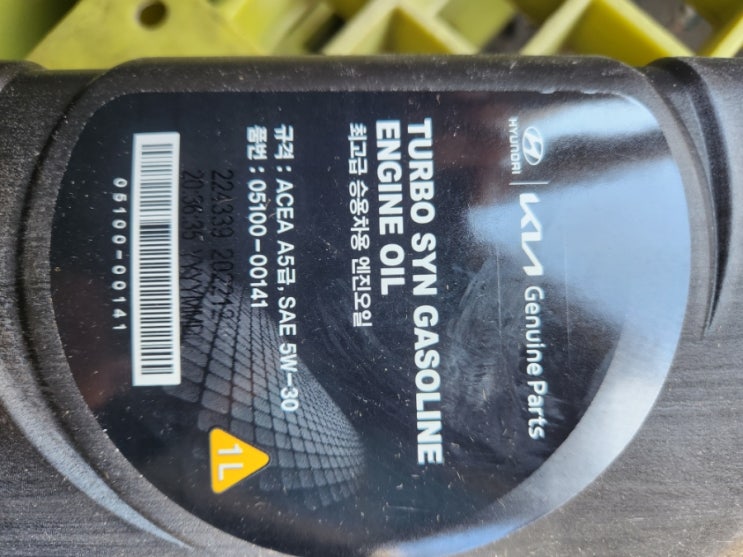 HYUNDAI KIA Genuine Parts
TURBO SYN GASOLINE
ENGINE OIL
최고급 승용차용 엔진오일
규격 : ACEA A5급, SAE 5W-30
품번 : 05100-00141
1L
05100-00141